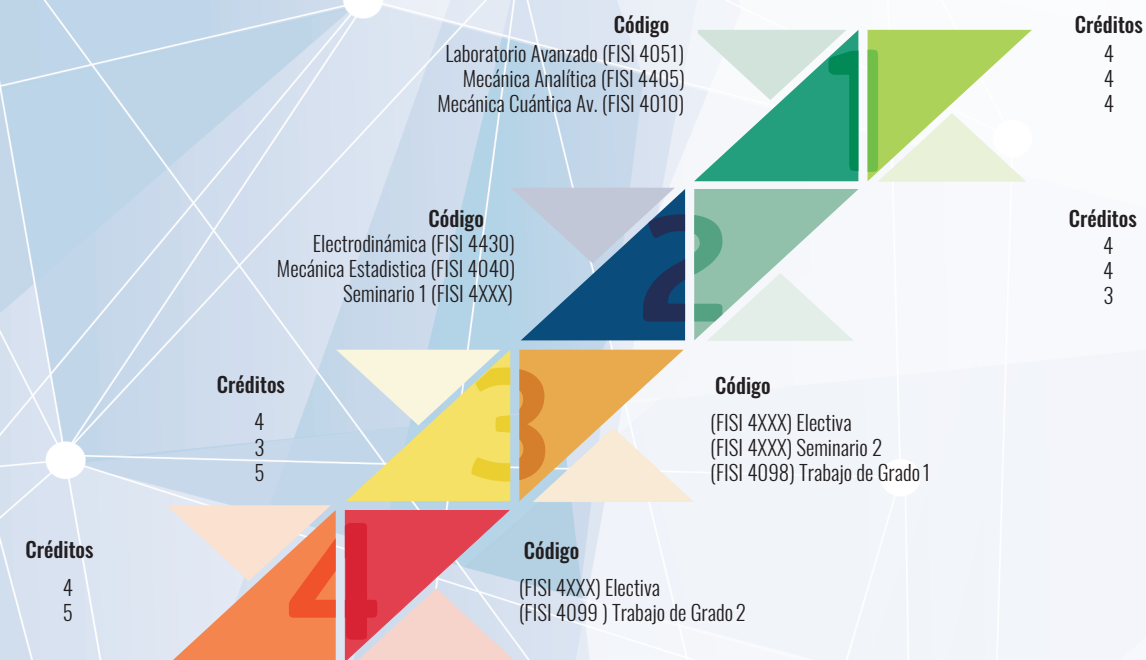 Código
Créditos
Laboratorio Avanzado (FISI 4051)
4
Mecánica Analítica (FISI 4405)
4
Mecánica Cuántica Av. (FISI 4010)
4
1
Código
Créditos
Electrodinámica (FISI 4430)
4
Mecánica Estadistica (FISI 4040)
4
Seminario 1 (FISI 4XXX)
3
2
Créditos
Código
4
(FISI 4XXX) Electiva
3
(FISI 4XXX) Seminario 2
5
(FISI 4098) Trabajo de Grado 1
3
Créditos
Código
4
(FISI 4XXX) Electiva
5
(FISI 4099 ) Trabajo de Grado 2
4